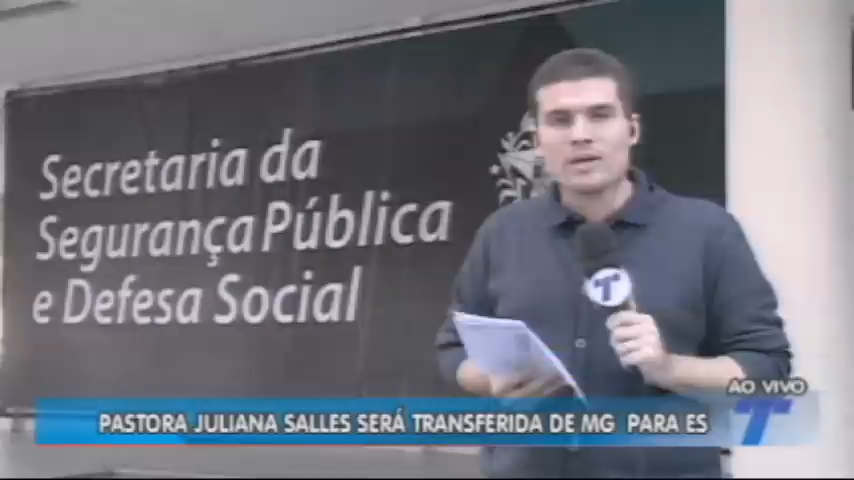 Secretaria da
Segurança Pública
e Defesa Social
T
AO VIVO
PASTORA JULIANA SALLES SERÁ TRANSFERIDA DE MG PARA ES
T